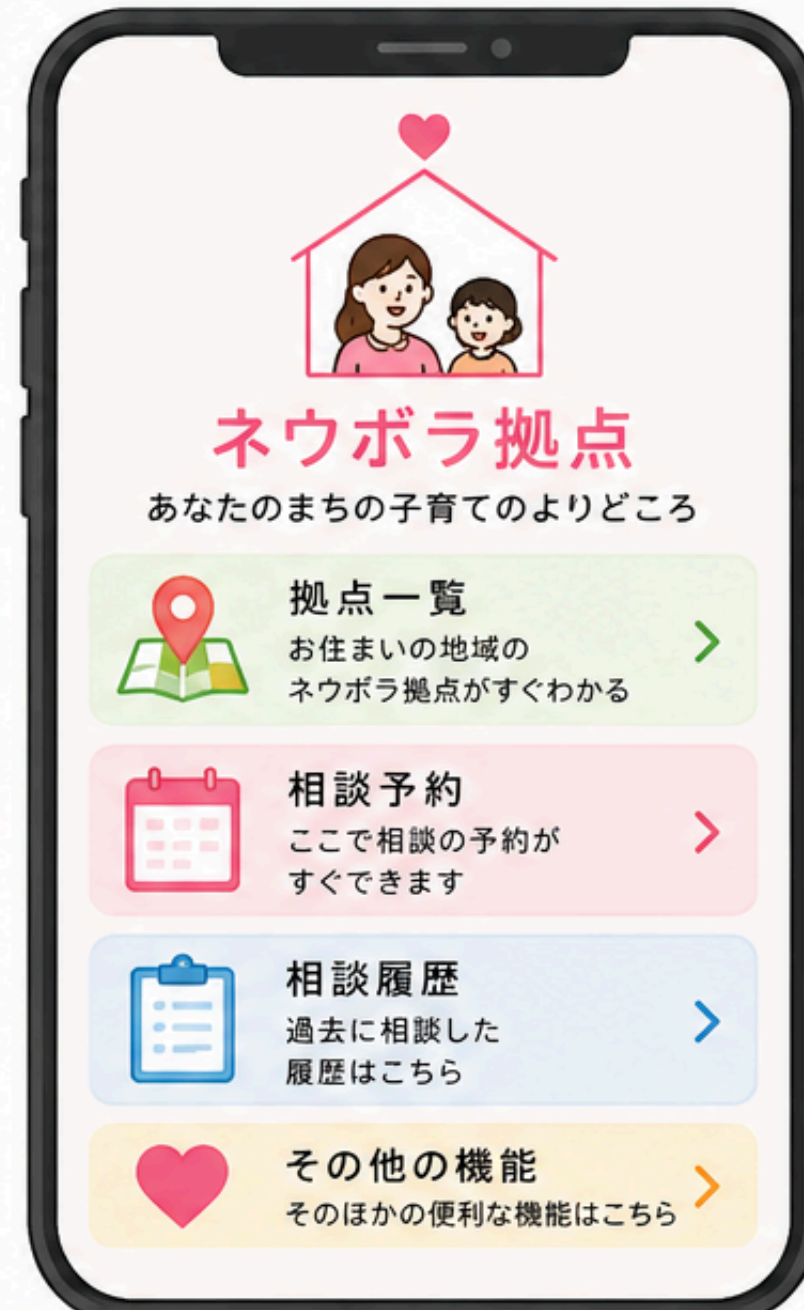 ネウボラ拠点
あなたのまちの子育てのよりどころ
拠点一覧
お住まいの地域の
ネウボラ拠点がすぐわかる
相談予約
ここで相談の予約が
すぐできます
相談履歴
過去に相談した
履歴はこちら
その他の機能
そのほかの便利な機能はこちら